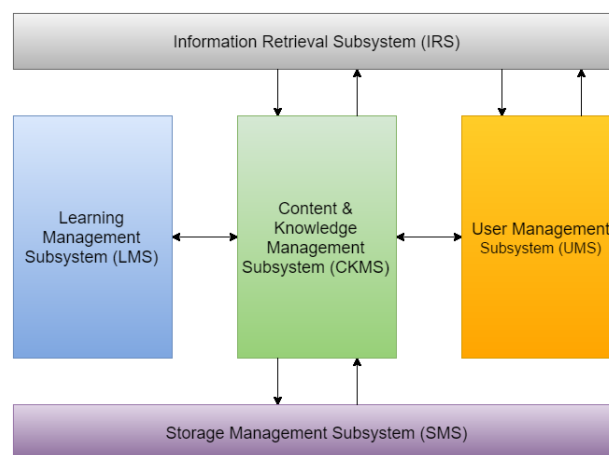 Information Retrieval Subsystem (IRS)
Learning
Management
Subsystem (LMS)
Content &
Knowledge
Management
Subsystem (CKMS)
User Management
Subsystem (UMS)
Storage Management Subsystem (SMS)